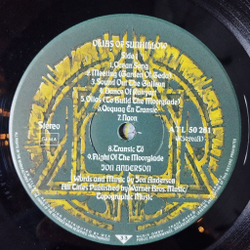 OLIAS OF SUNHILLOW
Side 1
1.Ocean Song
2.Meeting (Garden of Geda)
3.Sound Out The Galleon
4.Dance of Ranyart
5.Olias (To Build The Moorglade)
6.Qoquaq En Transic
7.Naon
Stereo
ATL 50 261
8.Transic Tö
9.Flight Of The Moorglade
JON ANDERSON
Words and Music by Jon Anderson
All Titles Published by Warner Bros. Music/
Topographic Music